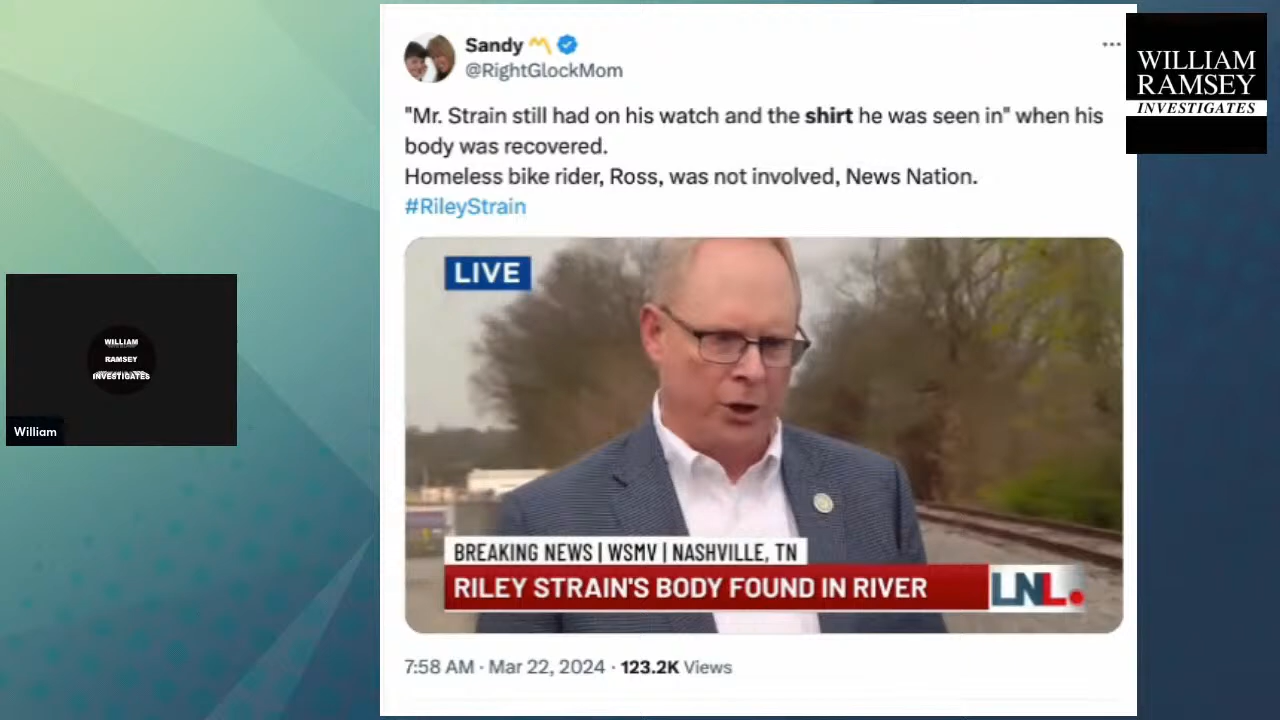 Sandy
@RightGlockMom
"Mr. Strain still had on his watch and the shirt he was seen in" when his
body was recovered.
Homeless bike rider, Ross, was not involved, News Nation.
#RileyStrain
LIVE
BREAKING NEWS | WSMV | NASHVILLE, TN
RILEY STRAIN'S BODY FOUND IN RIVER
LNL.
7:58 AM · Mar 22, 2024 · 123.2K Views
WILLIAM
RAMSEY
INVESTIGATES
WILLIAM
RAMSEY
INVESTIGATES
William